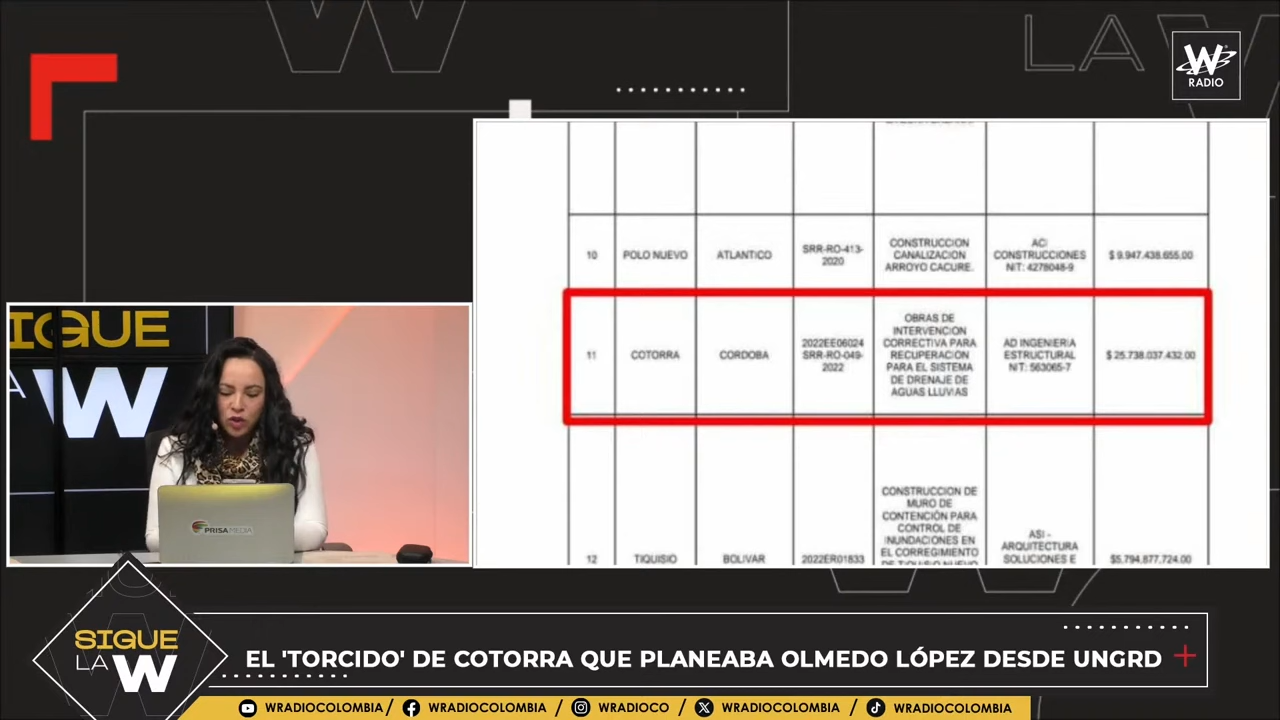 LA
W
RADIO
10
POLO NUEVO
ATLANTICO
SRR-RO-413-
2020
CONSTRUCCION
CANALIZACION
ARROYO CACURE.
ACI
CONSTRUCCIONES
NIT: 4278048-9
$ 9.947.438.655,00
11
COTORRA
CORDOBA
2022EE06024
SRR-RO-049-
2022
OBRAS DE
INTERVENCION
CORRECTIVA PARA
RECUPERACION
PARA EL SISTEMA
DE DRENAJE DE
AGUAS LLUVIAS
AD INGENIERIA
ESTRUCTURAL
NIT: 563065-7
$ 25.738.037.432,00
12
TIQUISIO
BOLIVAR
2022ER01833
CONSTRUCCION DE
MURO DE
CONTENCIÓN PARA
CONTROL DE
INUNDACIONES EN
EL CORREGIMIENTO
DE TIQUISIO NUEVO
ASI -
ARQUITECTURA
SOLUCIONES E
$5,794,877,724.00
SIGUE
LA W
PRISA MEDIA
SIGUE
LA W
EL 'TORCIDO' DE COTORRA QUE PLANEABA OLMEDO LÓPEZ DESDE UNGRD
WRADIOCOLOMBIA / WRADIOCOLOMBIA / WRADIOCO / WRADIOCOLOMBIA / WRADIOCOLOMBIA